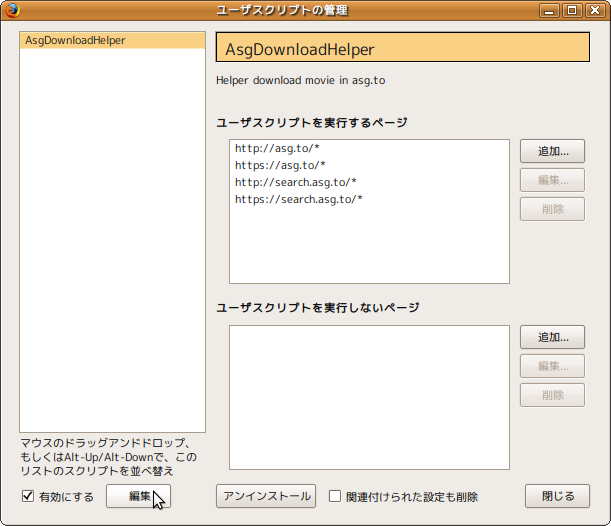 ユーザスクリプトの管理
AsgDownloadHelper
AsgDownloadHelper
Helper download movie in asg.to
ユーザスクリプトを実行するページ
http://asg.to/*
https://asg.to/*
http://search.asg.to/*
https://search.asg.to/*
追加...
編集...
削除
ユーザスクリプトを実行しないページ
追加...
編集...
削除
マウスのドラッグアンドドロップ、
もしくはAlt-Up/Alt-Downで、この
リストのスクリプトを並べ替え
有効にする
編集
アンインストール
関連付けられた設定も削除
閉じる